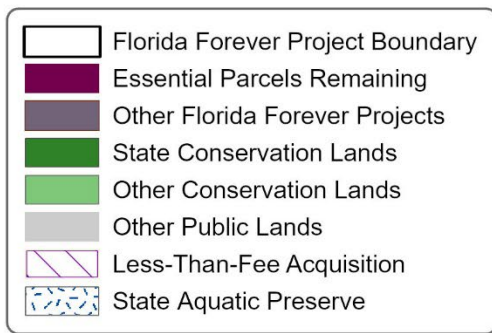 Florida Forever Project Boundary
Essential Parcels Remaining
Other Florida Forever Projects
State Conservation Lands
Other Conservation Lands
Other Public Lands
Less-Than-Fee Acquisition
State Aquatic Preserve